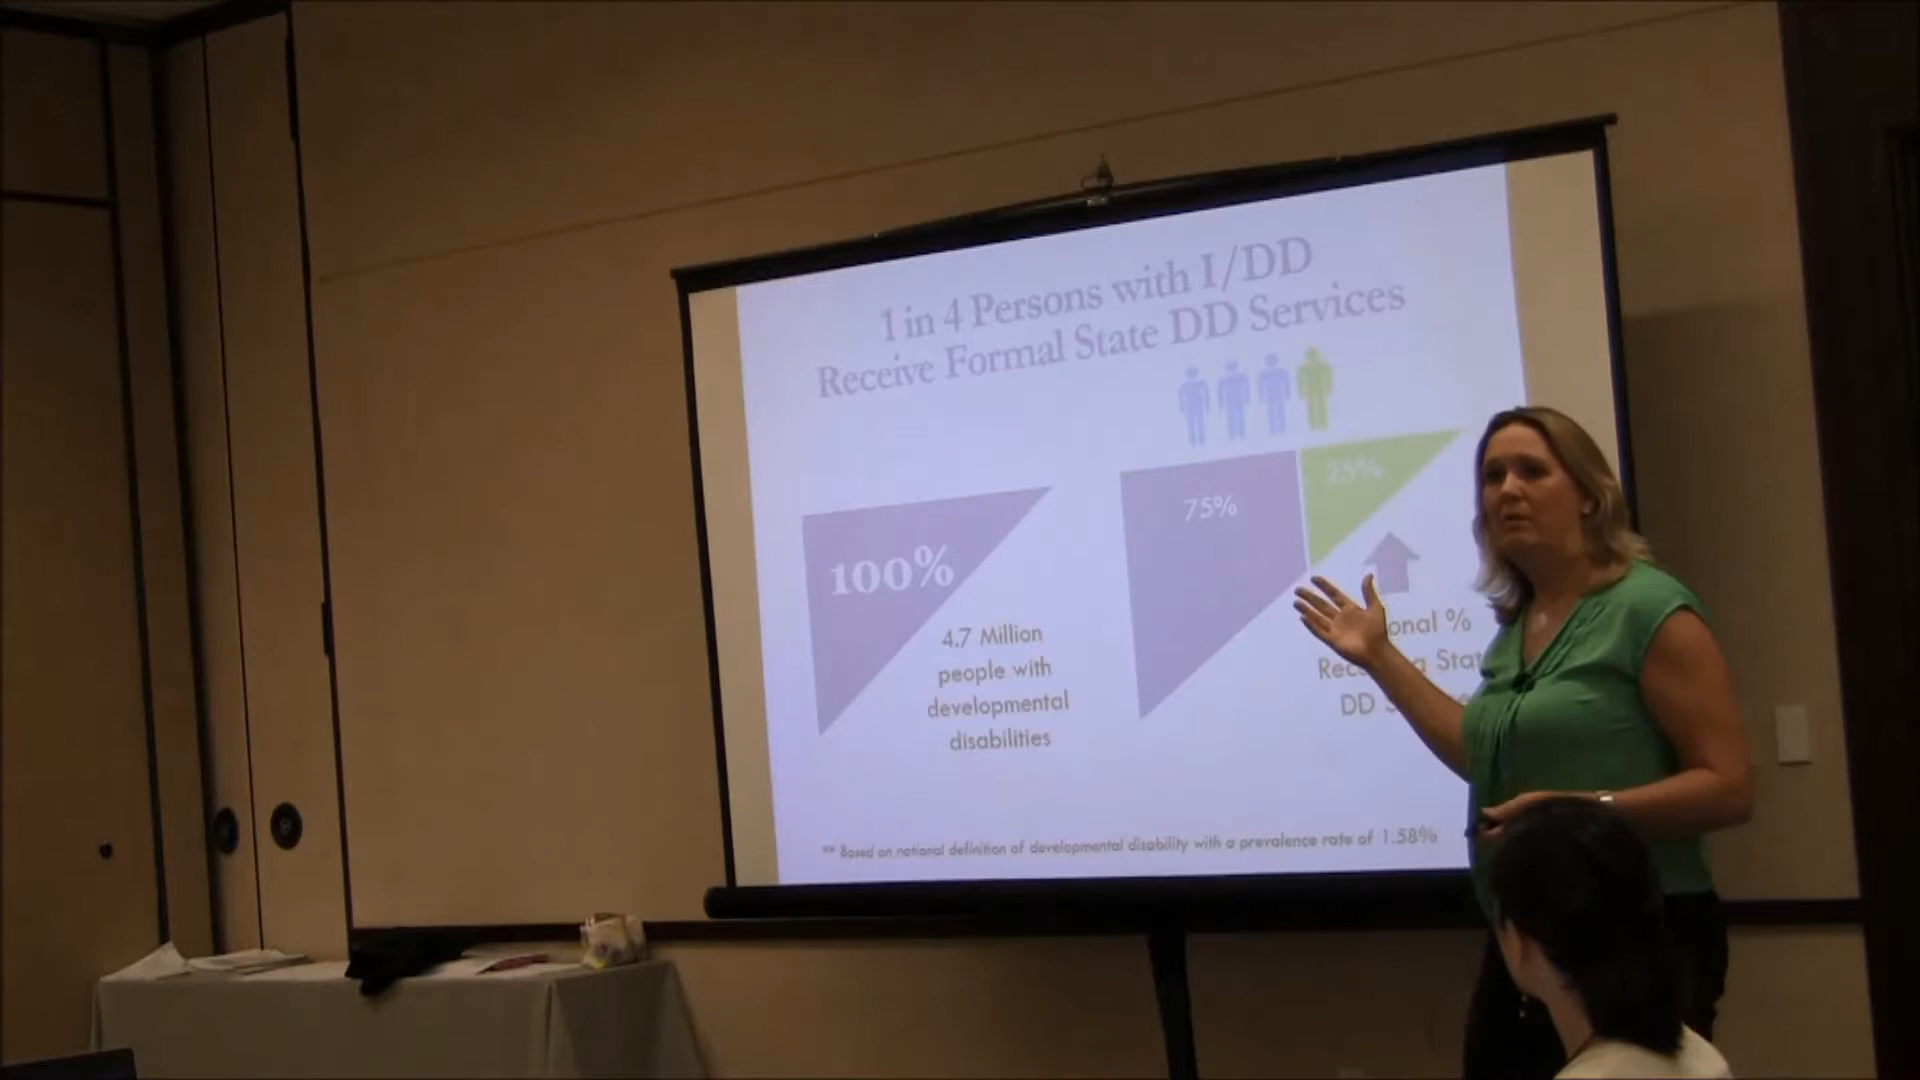 1 in 4 Persons with I/DD
Receive Formal State DD Services
100%
4.7 Million
people with
developmental
disabilities
75%
25%
onal %
Stat
DD
** Based on national definition of developmental disability with a prevalence rate of 1.58%